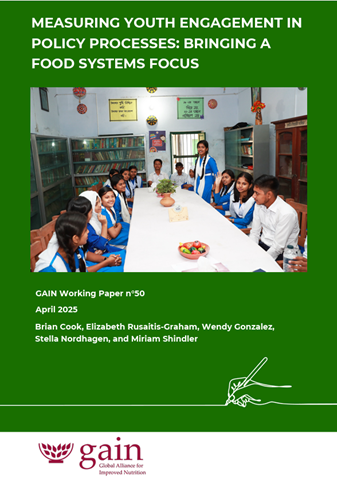 MEASURING YOUTH ENGAGEMENT IN
POLICY PROCESSES: BRINGING A
FOOD SYSTEMS FOCUS
GAIN Working Paper n°50
April 2025
Brian Cook, Elizabeth Rusaitis-Graham, Wendy Gonzalez,
Stella Nordhagen, and Miriam Shindler
gain
Global Alliance for
Improved Nutrition